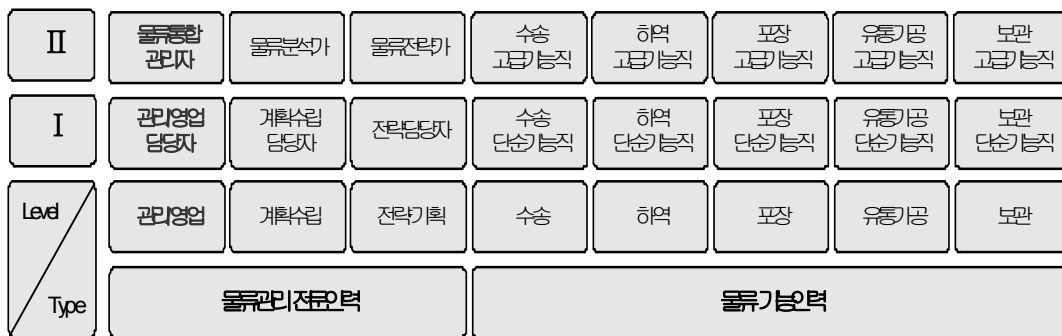 Ⅱ
물류통합
관리자
물류분석가
물류전략가
수송
고급기능직
하역
고급기능직
포장
고급기능직
유통가공
고급기능직
보관
고급기능직
Ⅰ
관리영업
담당자
계획수립
담당자
전략담당자
수송
단순기능직
하역
단순기능직
포장
단순기능직
유통가공
단순기능직
보관
단순기능직
Level
Type
관리영업
계획수립
전략기획
수송
하역
포장
유통가공
보관
물류관리 전문인력
물류 기능인력